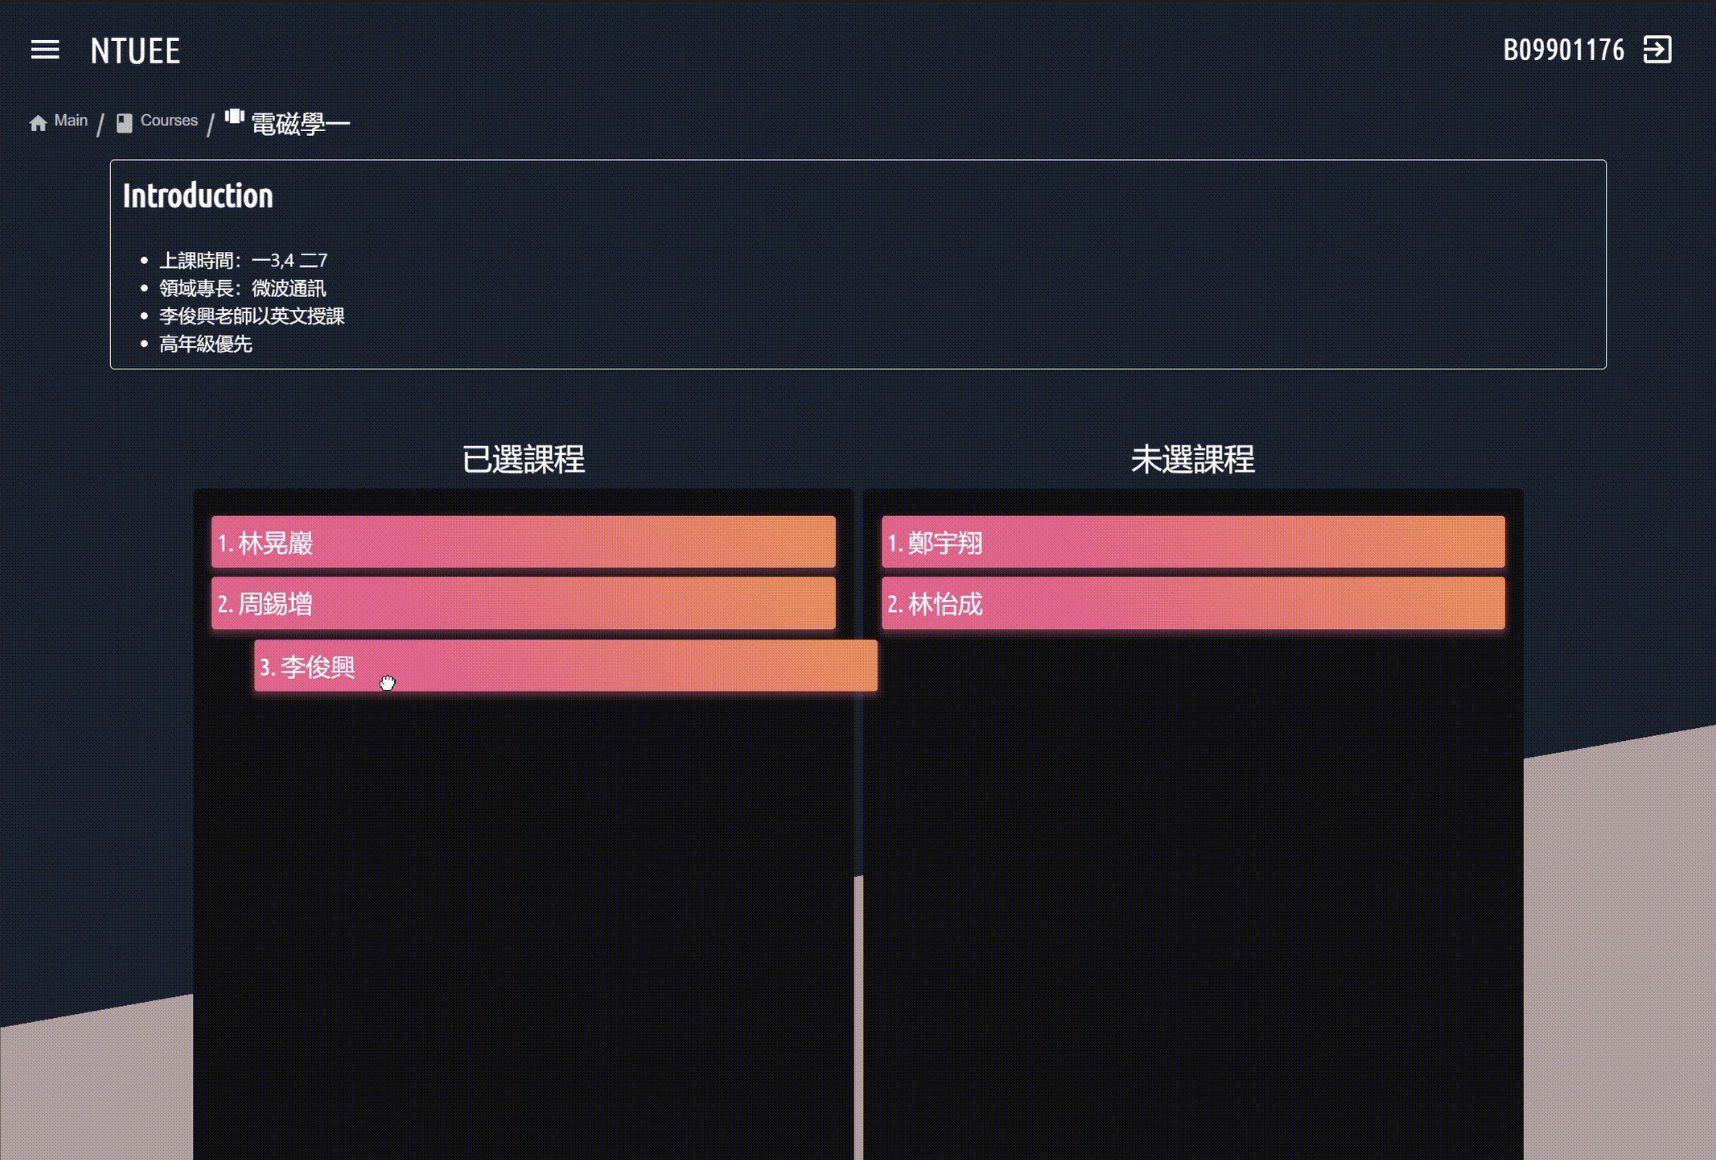 NTUEE
B09901176
Main / Courses / 電磁學一
Introduction
上課時間：一3,4 二7
領域專長：微波通訊
李俊興老師以英文授課
高年級優先
已選課程
1. 林晃巖
2. 周錫增
3. 李俊興
未選課程
1. 鄭宇翔
2. 林怡成